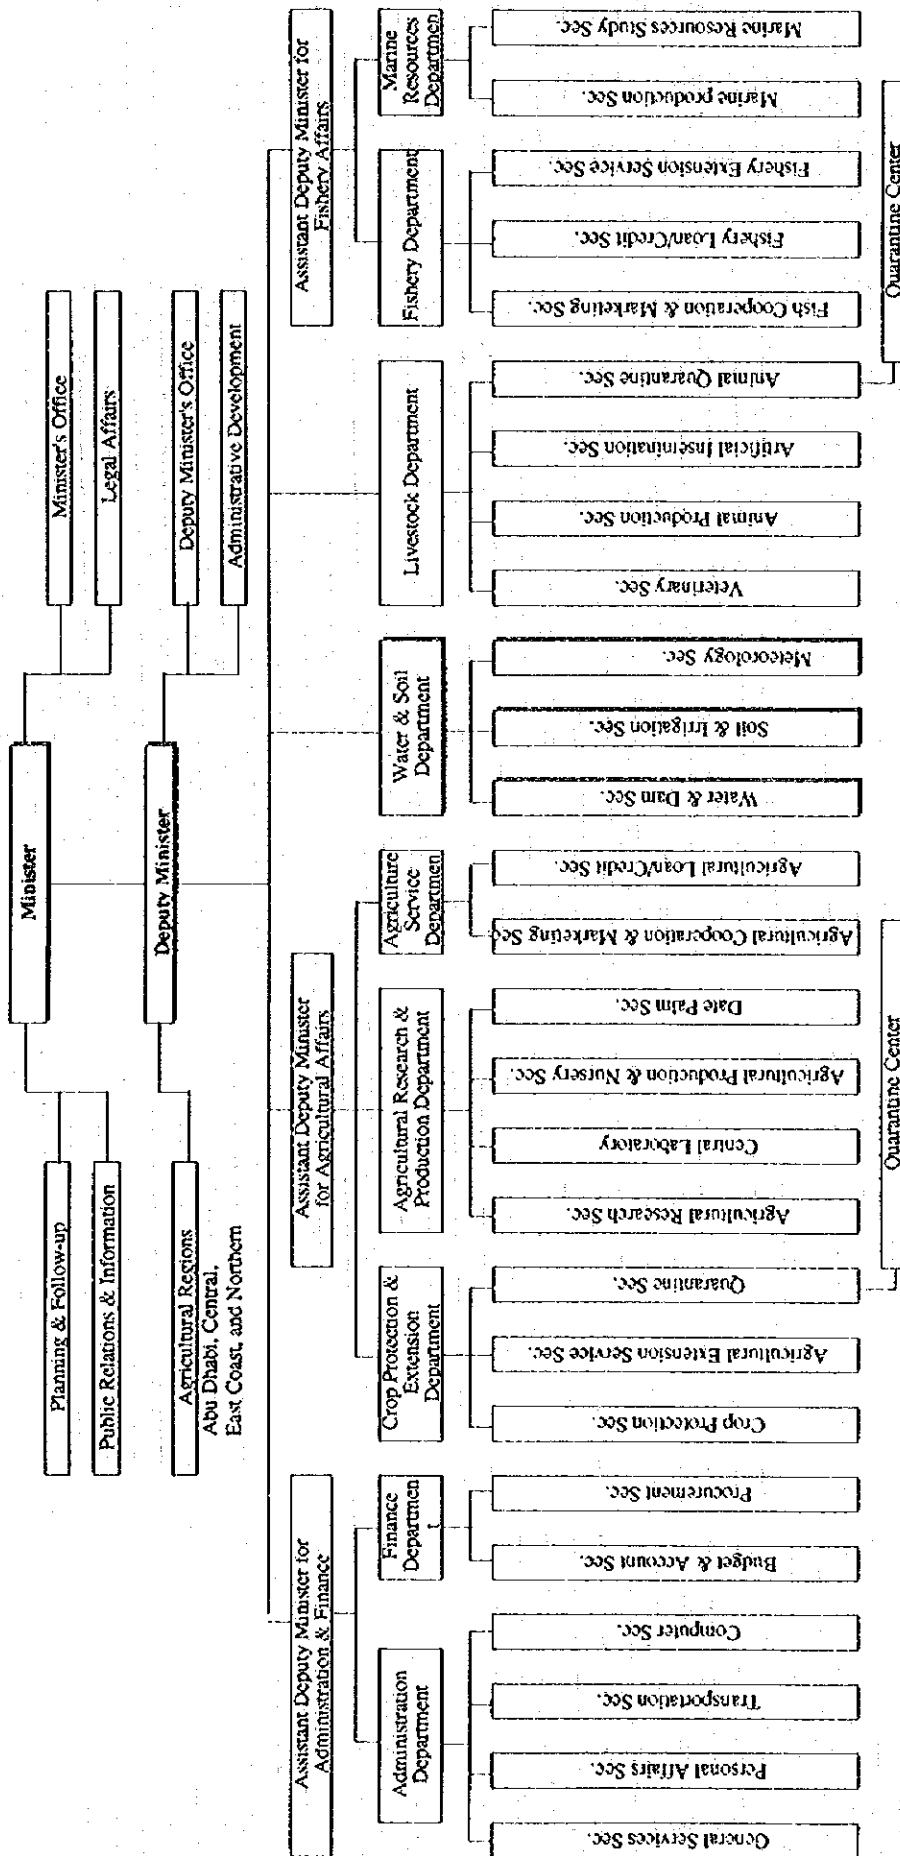 Minister
Planning & Follow-up
Public Relations & Information
Minister's Office
Legal Affairs
Deputy Minister
Agricultural Regions
Abu Dhabi, Central,
East Coast, and Northern
Deputy Minister's Office
Administrative Development
Assistant Deputy Minister for
Administration & Finance
Assistant Deputy Minister
for Agricultural Affairs
Assistant Deputy Minister for
Fishery Affairs
Administration
Department
Finance
Departmen
t
Crop Protection &
Extension
Department
Agricultural Research &
Production Department
Agriculture
Service
Departmen
Water & Soil
Department
Livestock Department
Fishery Department
Marine
Resources
Departmen
General Services Sec.
Personal Affairs Sec.
Transportation Sec.
Computer Sec.
Budget & Account Sec.
Procurement Sec.
Crop Protection Sec.
Agricultural Extension Service Sec.
Quarantine Sec.
Agricultural Research Sec.
Central Laboratory
Agricultural Production & Nursery Sec.
Date Palm Sec.
Agricultural Cooperation & Marketing Sec
Agricultural Loan/Credit Sec.
Water & Dam Sec.
Soil & Irrigation Sec.
Meteorology Sec.
Veterinary Sec.
Animal Production Sec.
Artificial Insemination Sec.
Animal Quarantine Sec.
Fish Cooperation & Marketing Sec.
Fishery Loan/Credit Sec.
Fishery Extension Service Sec.
Marine production Sec.
Marine Resources Study Sec.
Quarantine Center
Quarantine Center